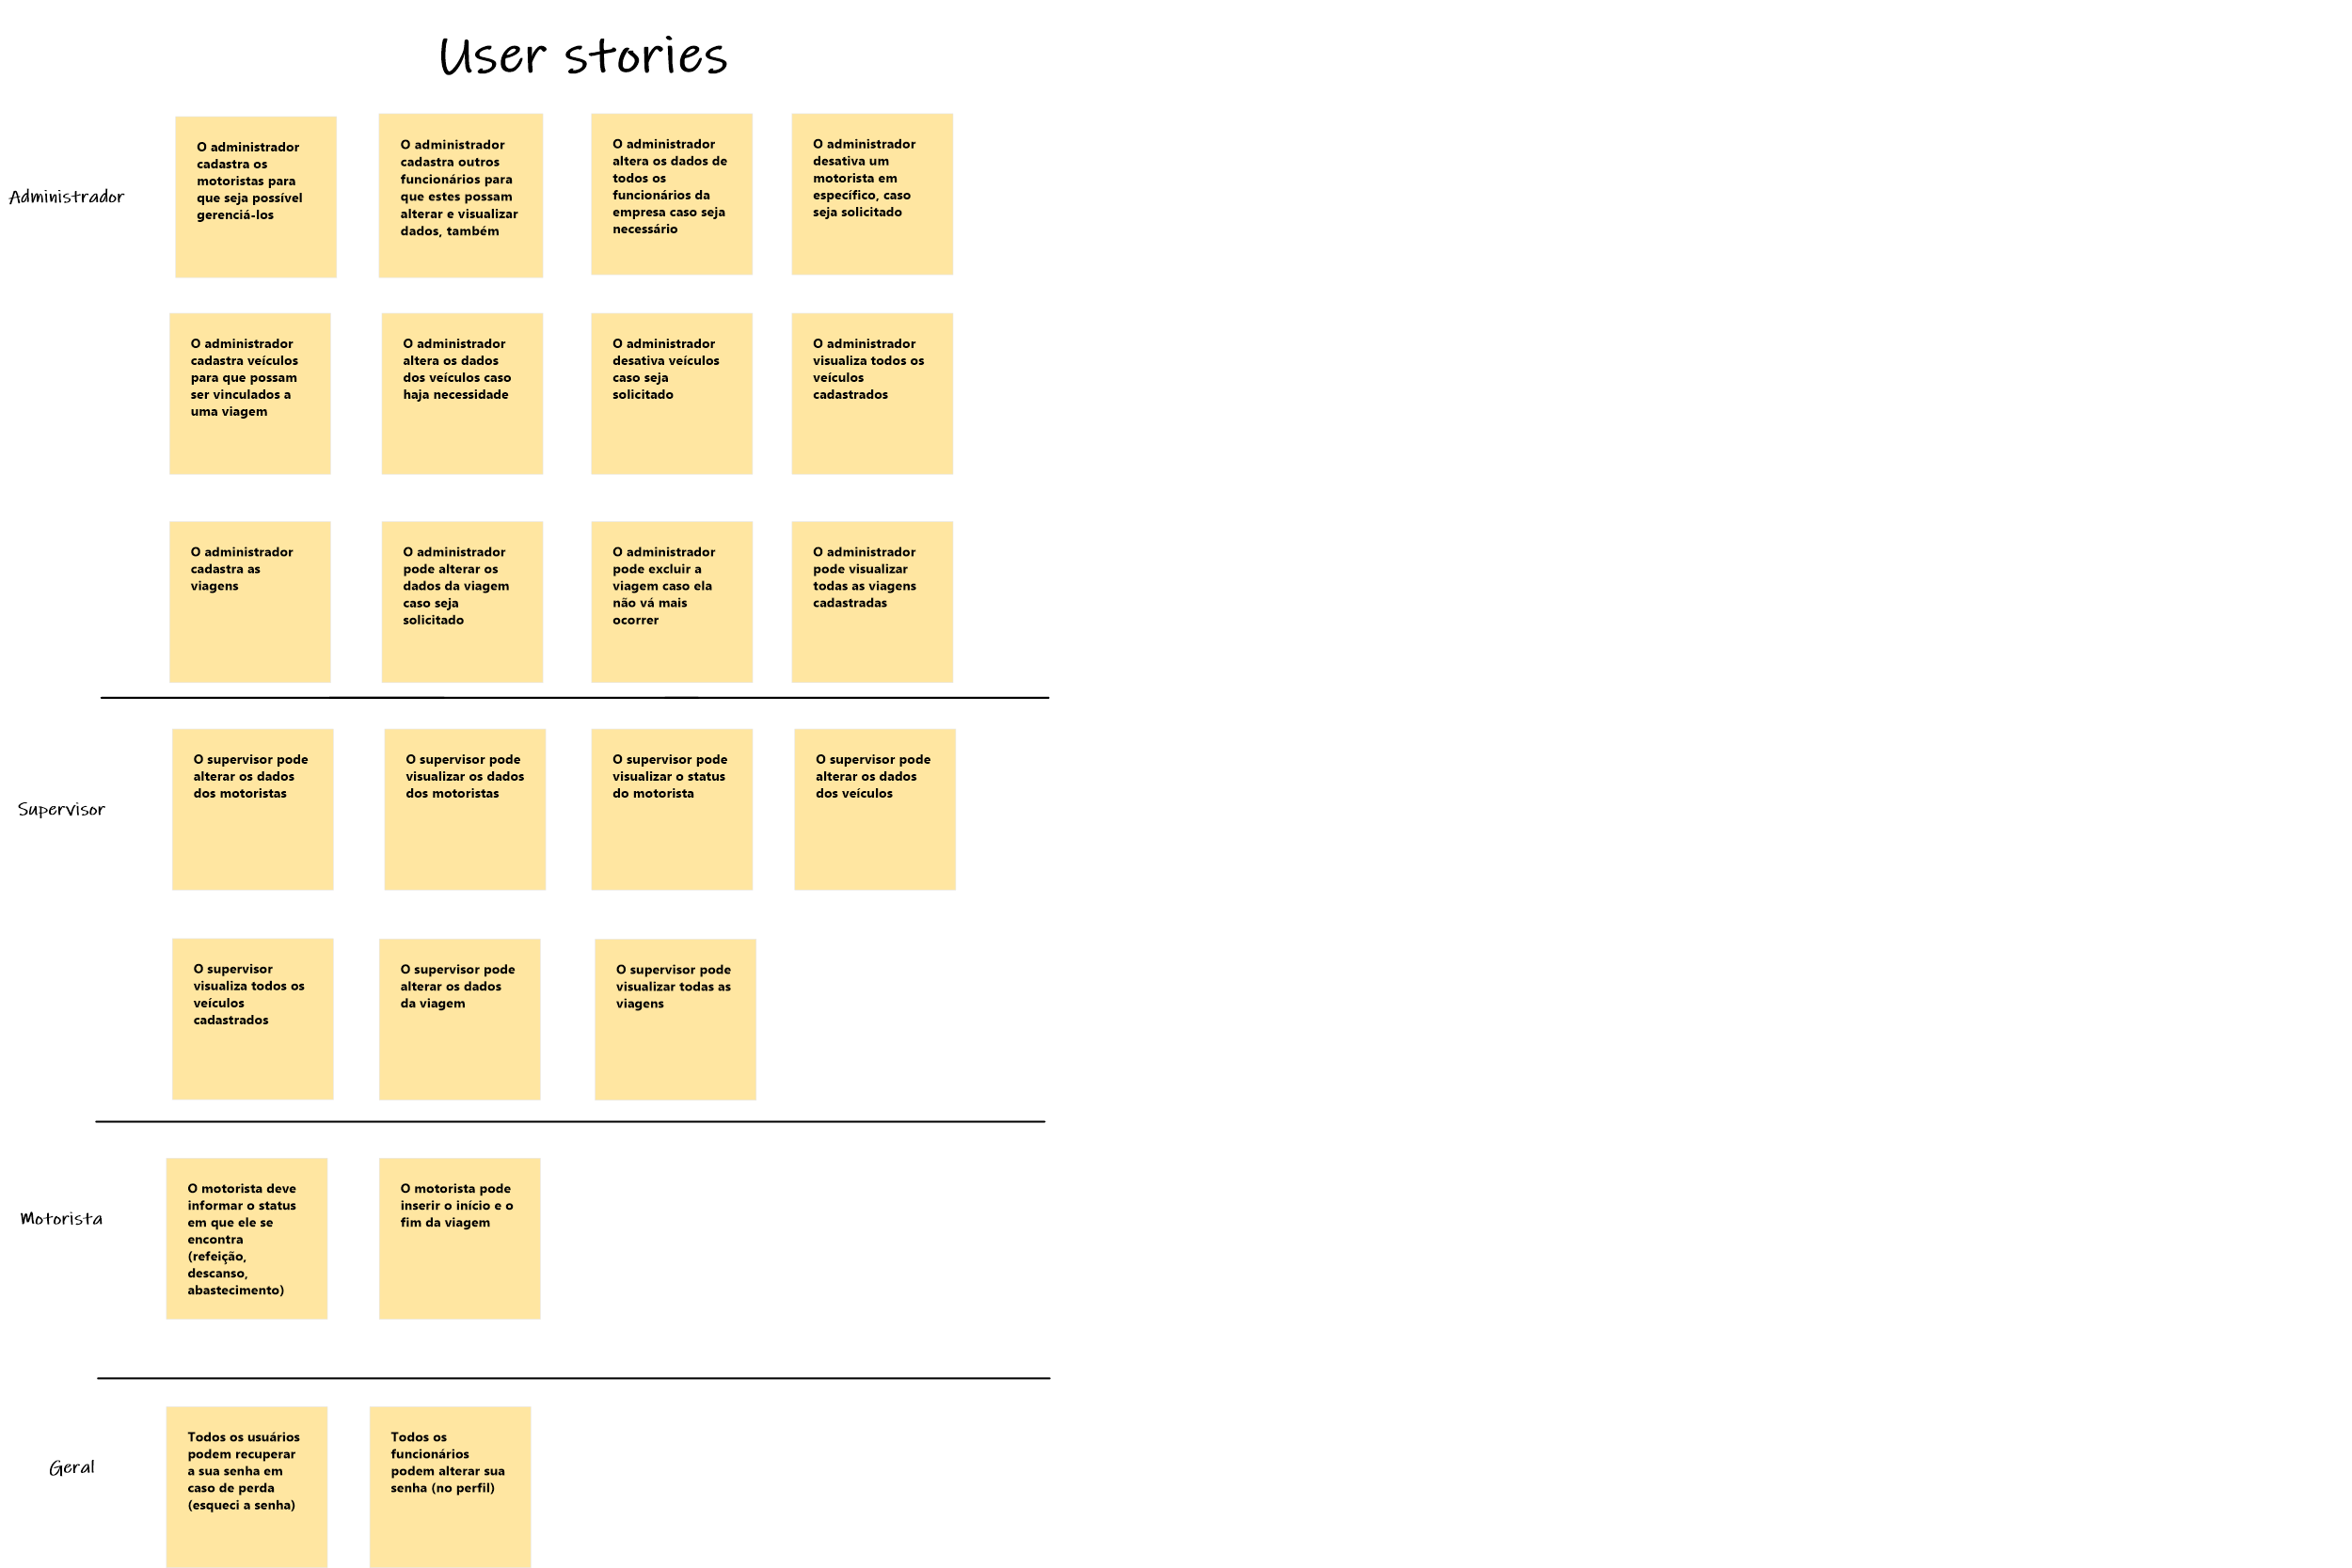 User stories
Administrador
O administrador
cadastra os
motoristas para
que seja possível
gerenciá-los
O administrador
cadastra outros
funcionários para
que estes possam
alterar e visualizar
dados, também
O administrador
altera os dados de
todos os
funcionários da
empresa caso seja
necessário
O administrador
desativa um
motorista em
específico, caso
seja solicitado
O administrador
cadastra veículos
para que possam
ser vinculados a
uma viagem
O administrador
altera os dados
dos veículos caso
haja necessidade
O administrador
desativa veículos
caso seja
solicitado
O administrador
visualiza todos os
veículos
cadastrados
O administrador
cadastra as
viagens
O administrador
pode alterar os
dados da viagem
caso seja
solicitado
O administrador
pode excluir a
viagem caso ela
não vá mais
ocorrer
O administrador
pode visualizar
todas as viagens
cadastradas
Supervisor
O supervisor pode
alterar os dados
dos motoristas
O supervisor pode
visualizar os dados
dos motoristas
O supervisor pode
visualizar o status
do motorista
O supervisor pode
alterar os dados
dos veículos
O supervisor
visualiza todos os
veículos
cadastrados
O supervisor pode
alterar os dados
da viagem
O supervisor pode
visualizar todas as
viagens
Motorista
O motorista deve
informar o status
em que ele se
encontra
(refeição,
descanso,
abastecimento)
O motorista pode
inserir o início e o
fim da viagem
Geral
Todos os usuários
podem recuperar
a sua senha em
caso de perda
(esqueci a senha)
Todos os
funcionários
podem alterar sua
senha (no perfil)